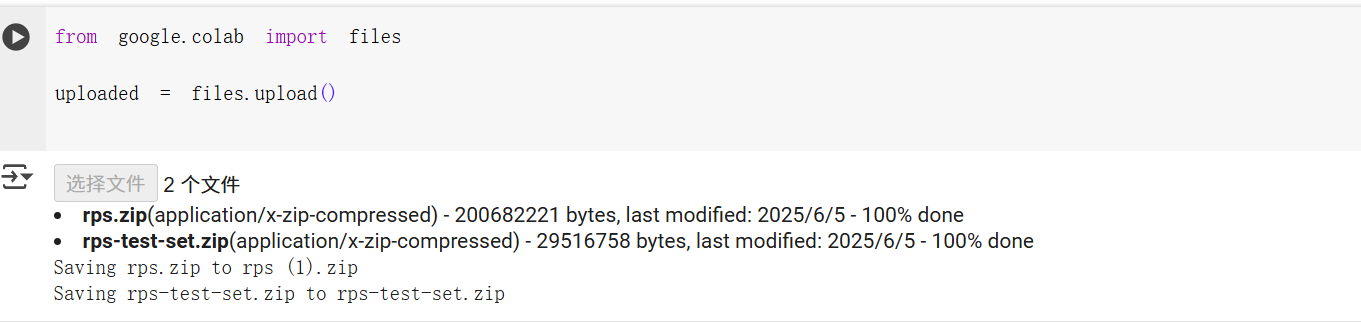 from google.colab import files
uploaded = files.upload()
选择文件 2 个文件
rps.zip(application/x-zip-compressed) - 200682221 bytes, last modified: 2025/6/5 - 100% done
rps-test-set.zip(application/x-zip-compressed) - 29516758 bytes, last modified: 2025/6/5 - 100% done
Saving rps.zip to rps (1).zip
Saving rps-test-set.zip to rps-test-set.zip